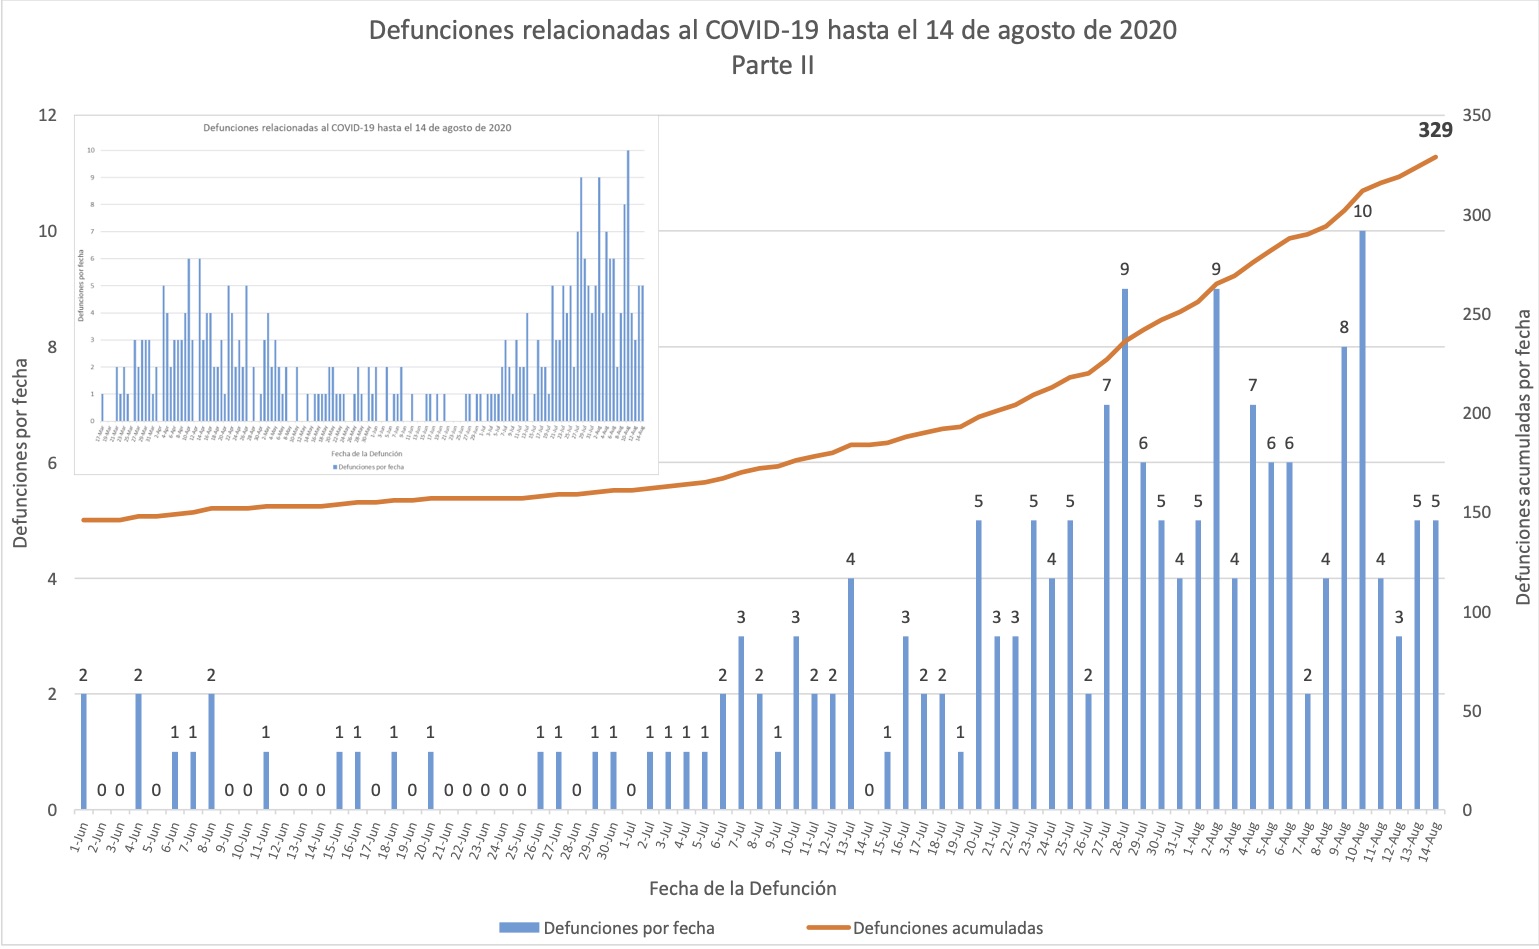 Defunciones relacionadas al COVID-19 hasta el 14 de agosto de 2020
Parte II
Defunciones por fecha
12
10
8
6
4
2
0
Defunciones relacionadas al COVID-19 hasta el 14 de agosto de 2020
Defunciones por fecha
10
9
8
7
6
5
4
3
2
1
0
Fecha de la Defunción
Defunciones por fecha
329
2 0 0 2 0 1 1 2 0 0 1 0 0 0 1 1 0 1 0 1 0 0 0 0 0 1 1 0 1 1 0 1 1 1 1 2 3 2 1 3 2 2 4 0 1 3 2 2 1 5 3 3 5 4 5 2 7 9 6 5 4 5 9 4 7 6 6 2 4 8 10 4 3 5 5
350
300
250
200
150
100
50
0
Defunciones acumuladas por fecha
1-Jun 2-Jun 3-Jun 4-Jun 5-Jun 6-Jun 7-Jun 8-Jun 9-Jun 10-Jun 11-Jun 12-Jun 13-Jun 14-Jun 15-Jun 16-Jun 17-Jun 18-Jun 19-Jun 20-Jun 21-Jun 22-Jun 23-Jun 24-Jun 25-Jun 26-Jun 27-Jun 28-Jun 29-Jun 30-Jun 1-Jul 2-Jul 3-Jul 4-Jul 5-Jul 6-Jul 7-Jul 8-Jul 9-Jul 10-Jul 11-Jul 12-Jul 13-Jul 14-Jul 15-Jul 16-Jul 17-Jul 18-Jul 19-Jul 20-Jul 21-Jul 22-Jul 23-Jul 24-Jul 25-Jul 26-Jul 27-Jul 28-Jul 29-Jul 30-Jul 31-Jul 1-Aug 2-Aug 3-Aug 4-Aug 5-Aug 6-Aug 7-Aug 8-Aug 9-Aug 10-Aug 11-Aug 12-Aug 13-Aug 14-Aug
Fecha de la Defunción
Defunciones por fecha
Defunciones acumuladas